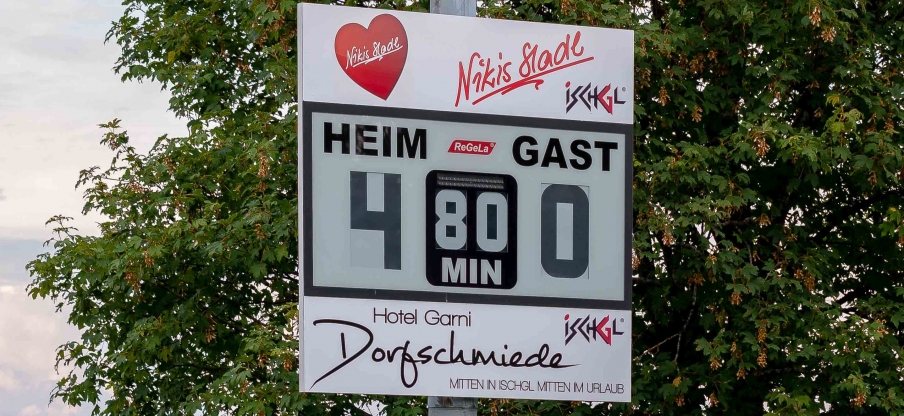 Nikis Stadl
Nikis Stadl
iSCHGL
HEIM ReGeLa GAST
4 80 0
MIN
Hotel Garni
iSCHGL
Dorfschmiede
MITTEN IN ISCHGL MITTEN IM URLAUB